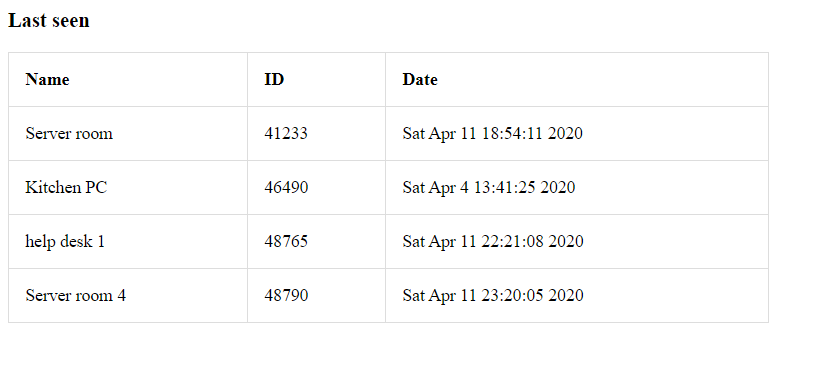 Last seen
Name ID Date
Server room 41233 Sat Apr 11 18:54:11 2020
Kitchen PC 46490 Sat Apr 4 13:41:25 2020
help desk 1 48765 Sat Apr 11 22:21:08 2020
Server room 4 48790 Sat Apr 11 23:20:05 2020